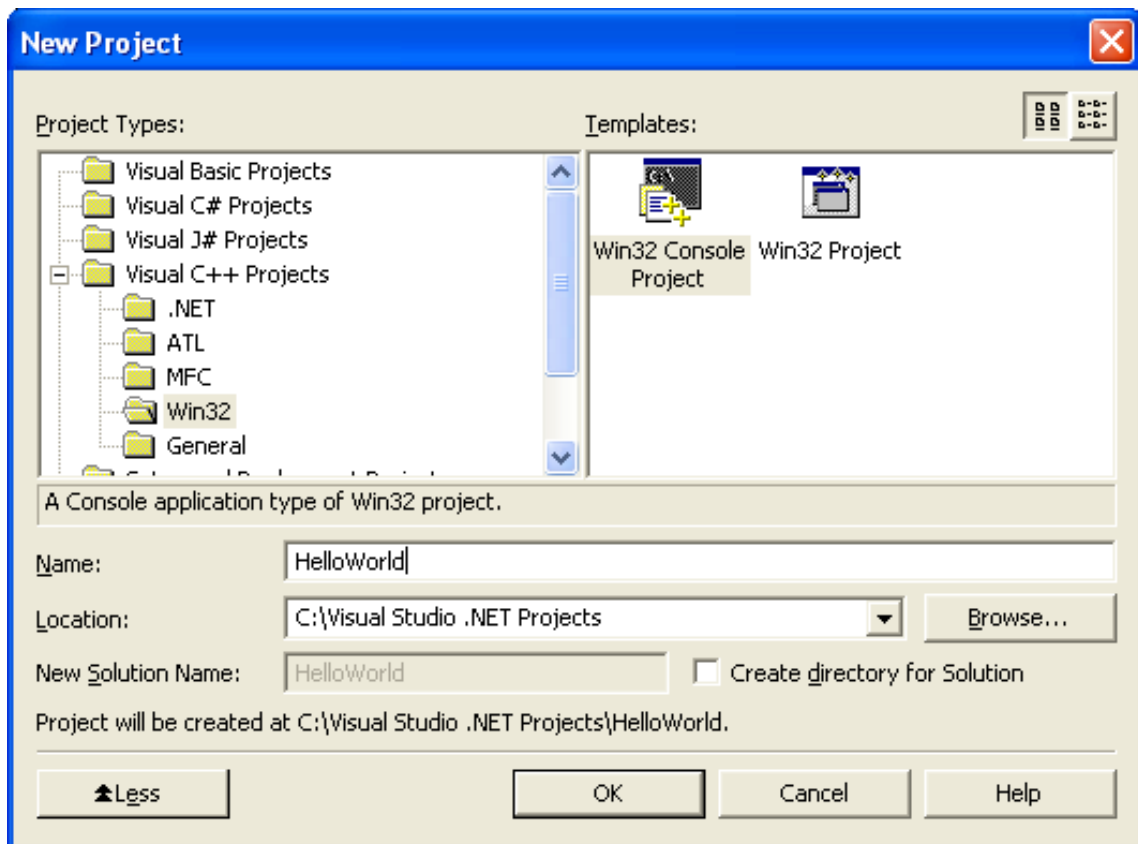 New Project
Project Types:
Templates:
Visual Basic Projects
Visual C# Projects
Visual J# Projects
Visual C++ Projects
.NET
ATL
MFC
Win32
General
Win32 Console
Project
Win32 Project
A Console application type of Win32 project.
Name:
HelloWorld
Location:
C:\Visual Studio .NET Projects
Browse...
New Solution Name:
HelloWorld
Create directory for Solution
Project will be created at C:\Visual Studio .NET Projects\HelloWorld.
Less
OK
Cancel
Help